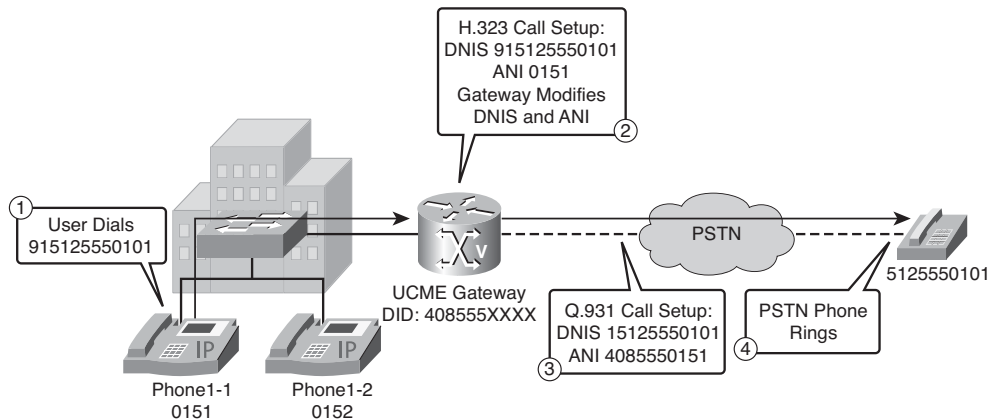 H.323 Call Setup:
DNIS 915125550101
ANI 0151
Gateway Modifies
DNIS and ANI
2
1
User Dials
915125550101
V
PSTN
5125550101
UCME Gateway
DID: 408555XXXX
Q.931 Call Setup:
DNIS 15125550101
ANI 4085550151
3
PSTN Phone
Rings
4
IP
IP
Phone1-1
0151
Phone1-2
0152